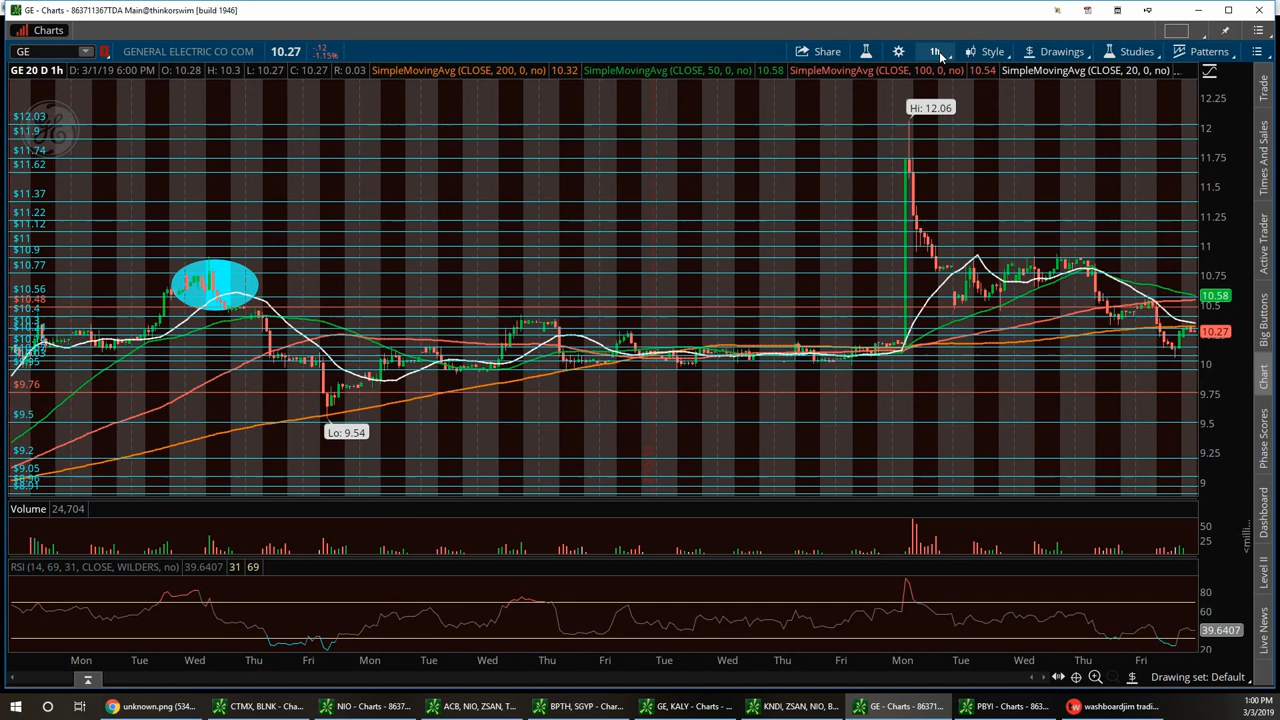 GE - Charts - 863711367TDA Main@thinkorswim [build 1946]
Charts
GE
GENERAL ELECTRIC CO COM
10.27
-.12
-1.15%
Share
1h
Style
Drawings
Studies
Patterns
GE 20 D 1h D: 3/1/19 6:00 PM O: 10.28 H: 10.3 L: 10.27 C: 10.27 R: 0.03 SimpleMovingAvg (CLOSE, 200, 0, no) 10.32 SimpleMovingAvg (CLOSE, 50, 0, no) 10.58 SimpleMovingAvg (CLOSE, 100, 0, no) 10.54 SimpleMovingAvg (CLOSE, 20, 0, no) ...
$12.03
$11.9
$11.74
$11.62
$11.37
$11.22
$11.12
$11
$10.9
$10.77
$10.56
$10.48
$10.4
$9.76
$9.5
$9.2
$9.05
$8.91
Hi: 12.06
Lo: 9.54
12.25
12
11.75
11.5
11.25
11
10.75
10.58
10.5
10.27
10
9.75
9.5
9.25
9
Volume 24,704
50
25
<milli...
RSI (14, 69, 31, CLOSE, WILDERS, no) 39.6407 31 69
80
60
39.6407
20
Mon Tue Wed Thu Fri Mon Tue Wed Thu Fri Tue Wed Thu Fri Mon Tue Wed Thu Fri
Drawing set: Default
Trade
Times And Sales
Active Trader
Big Buttons
Chart
Phase Scores
Dashboard
Level II
Live News
unknown.png (534...
CTMX, BLNK - Cha...
NIO - Charts - 8637...
ACB, NIO, ZSAN, T...
BPTH, SGYP - Char...
GE, KALY - Charts - ...
KNDI, ZSAN, NIO, B...
GE - Charts - 86371...
PBYI - Charts - 863...
washboardjim tradi...
1:00 PM
3/3/2019